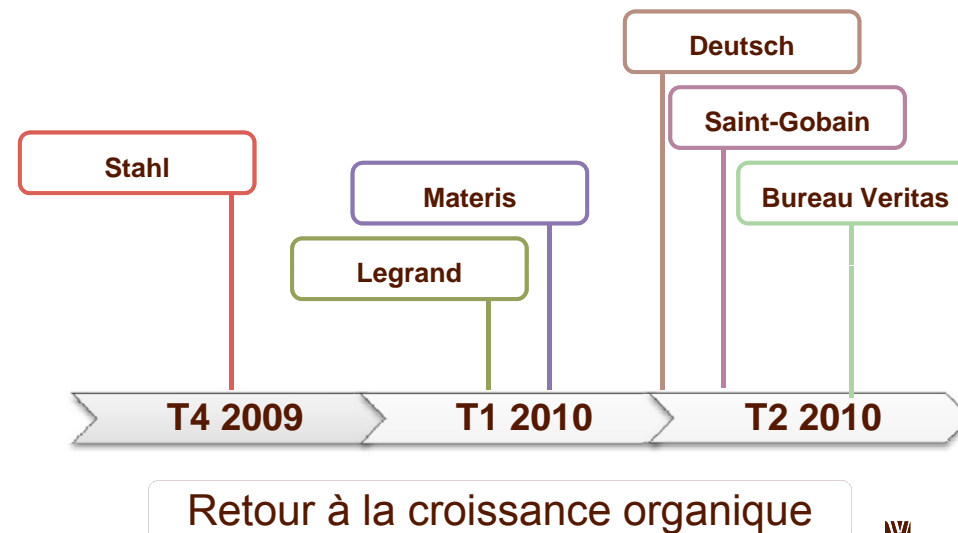 Deutsch
Saint-Gobain
Stahl
Materis
Bureau Veritas
Legrand
T4 2009
T1 2010
T2 2010
Retour à la croissance organique